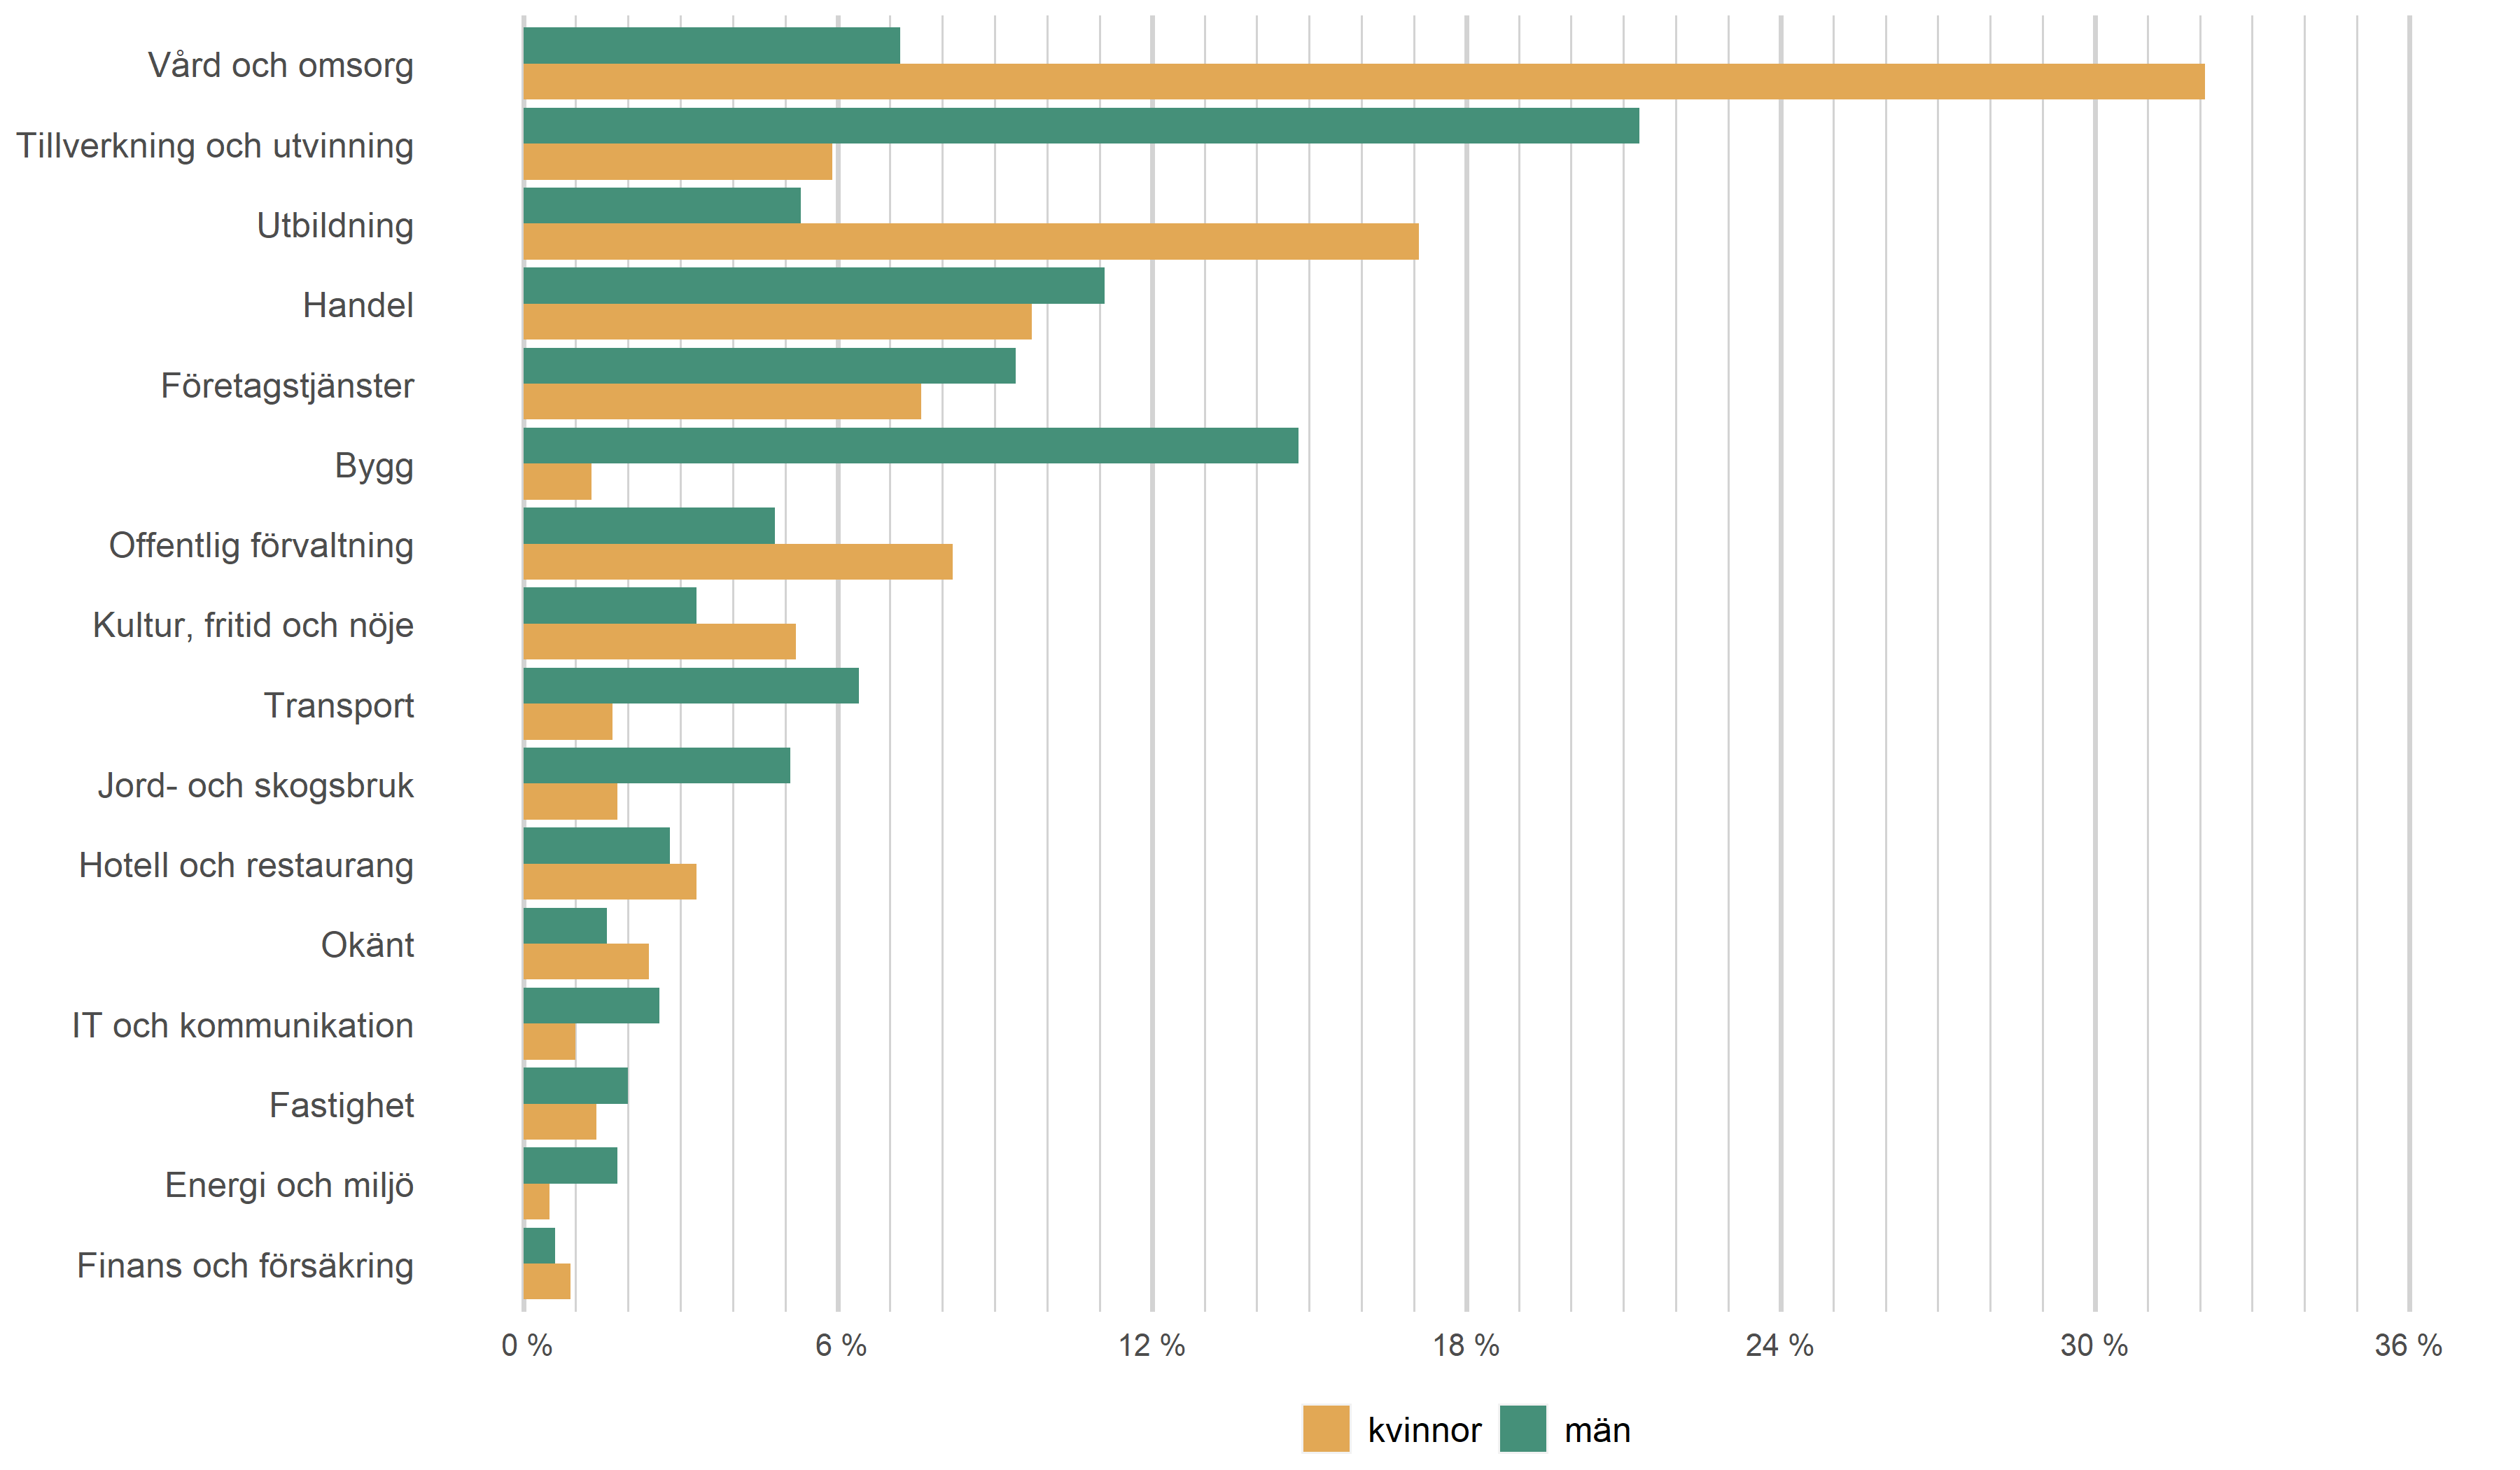 Vård och omsorg
Tillverkning och utvinning
Utbildning
Handel
Företagstjänster
Bygg
Offentlig förvaltning
Kultur, fritid och nöje
Transport
Jord- och skogsbruk
Hotell och restaurang
Okänt
IT och kommunikation
Fastighet
Energi och miljö
Finans och försäkring
0 % 6 % 12 % 18 % 24 % 30 % 36 %
kvinnor män